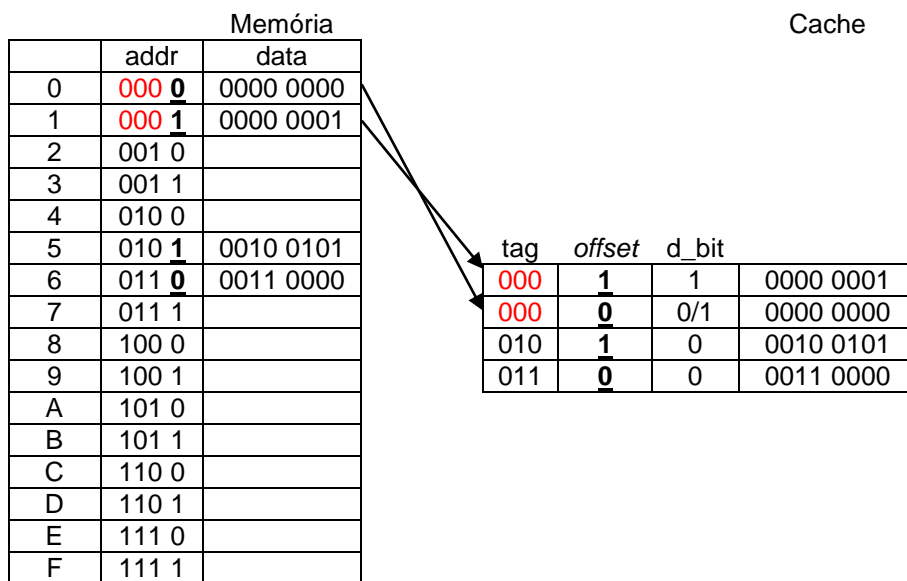 Memória Cache
addr data
0 000 0 0000 0000
1 000 1 0000 0001
2 001 0
3 001 1
4 010 0
5 010 1 0010 0101 tag offset d_bit
6 011 0 0011 0000 000 1 1 0000 0001
7 011 1 000 0 0/1 0000 0000
8 100 0 010 1 0 0010 0101
9 100 1 011 0 0 0011 0000
A 101 0
B 101 1
C 110 0
D 110 1
E 111 0
F 111 1